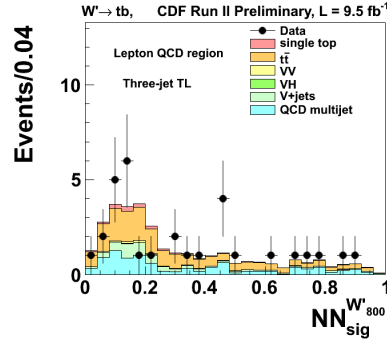 W'→ tb, CDF Run II Preliminary, L = 9.5 fb⁻¹
Lepton QCD region
Three-jet TL
Data
single top
tt̄
VV
VH
V+jets
QCD multijet
Events/0.04
10
5
0
0 0.2 0.4 0.6 0.8 1
NN_sig^W'800